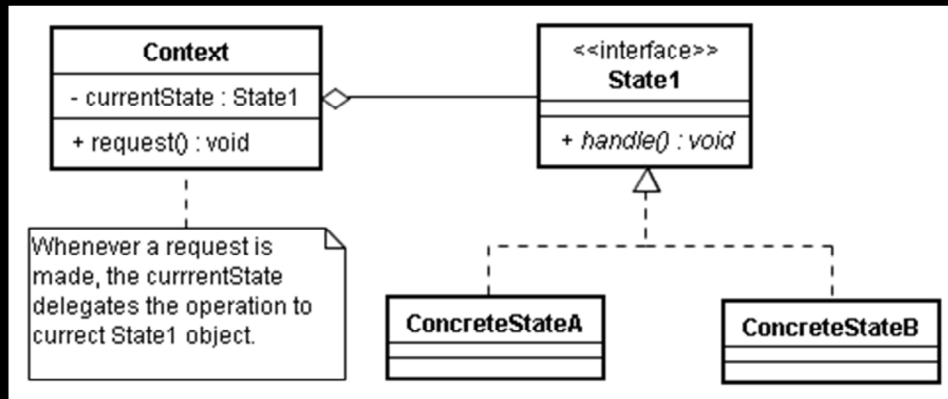 Context
- currentState : State1
+ request() : void
<<interface>>
State1
+ handle() : void
Whenever a request is
made, the currrentState
delegates the operation to
currect State1 object.
ConcreteStateA
ConcreteStateB